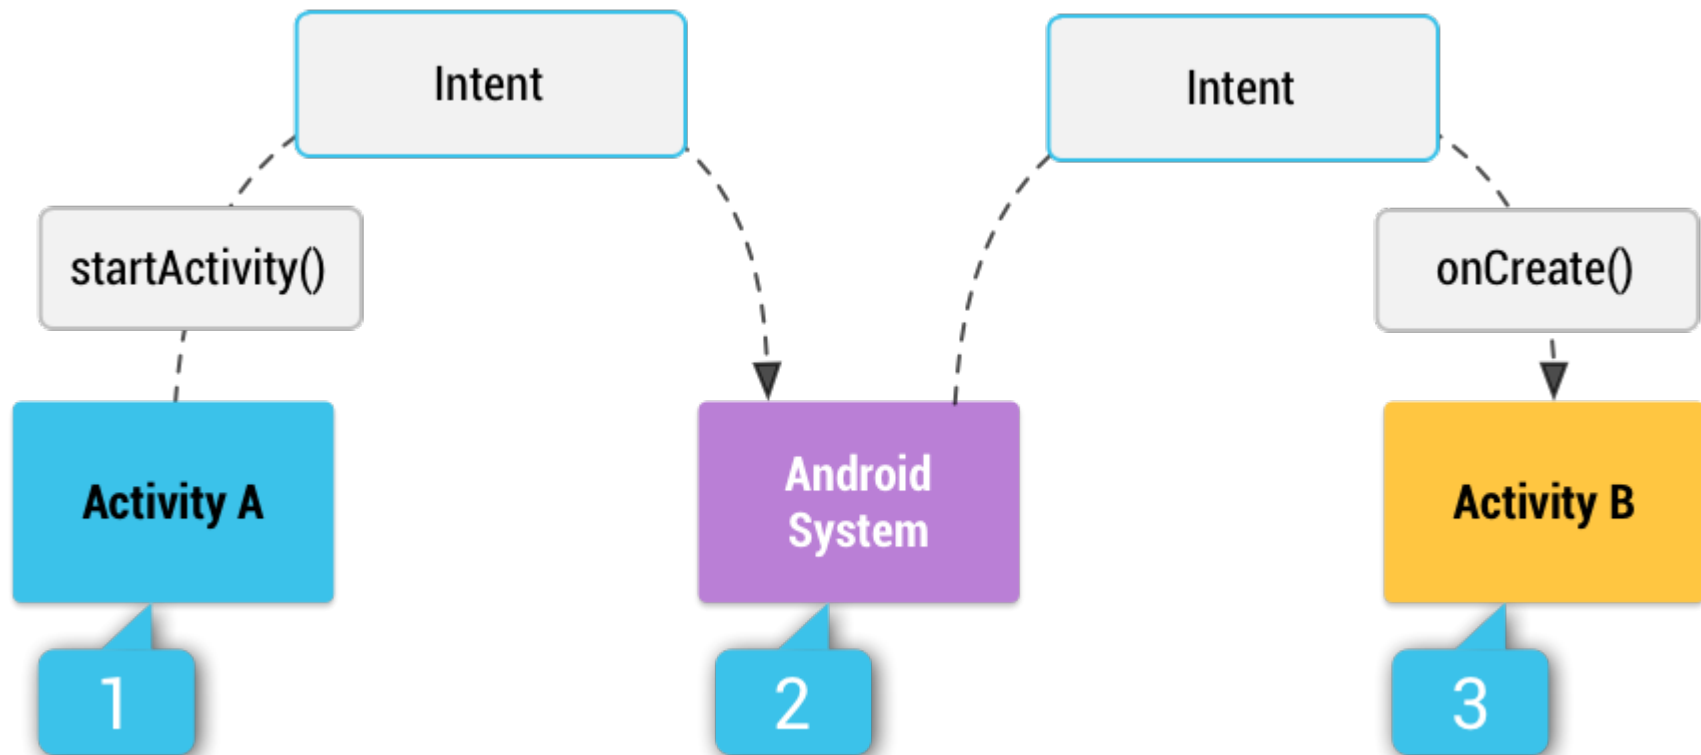 Intent
Intent
startActivity()
onCreate()
Activity A
Android
System
Activity B
1
2
3